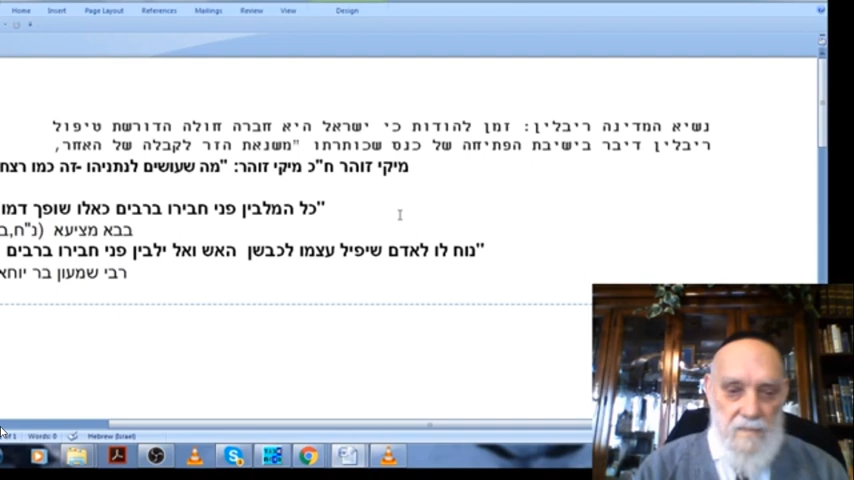 Home Insert Page Layout References Mailings Review View Design
נשיא המדינה ריבלין: זמן להודות כי ישראל היא חברה חולה הדורשת טיפול
ריבלין דיבר בישיבת הפתיחה של כנס שכותרתו "משנאת הזר לקבלה של האחר,
מיקי זוהר ח"כ מיקי זוהר: "מה שעושים לנתניהו -זה כמו רצח
"כל המלבין פני חבירו ברבים כאלו שופך דמו
בבא מציעא (נ"ח,ב
"נוח לו לאדם שיפיל עצמו לכבשן האש ואל ילבין פני חבירו ברבים
רבי שמעון בר יוחא
Words: 0 Hebrew (Israel)